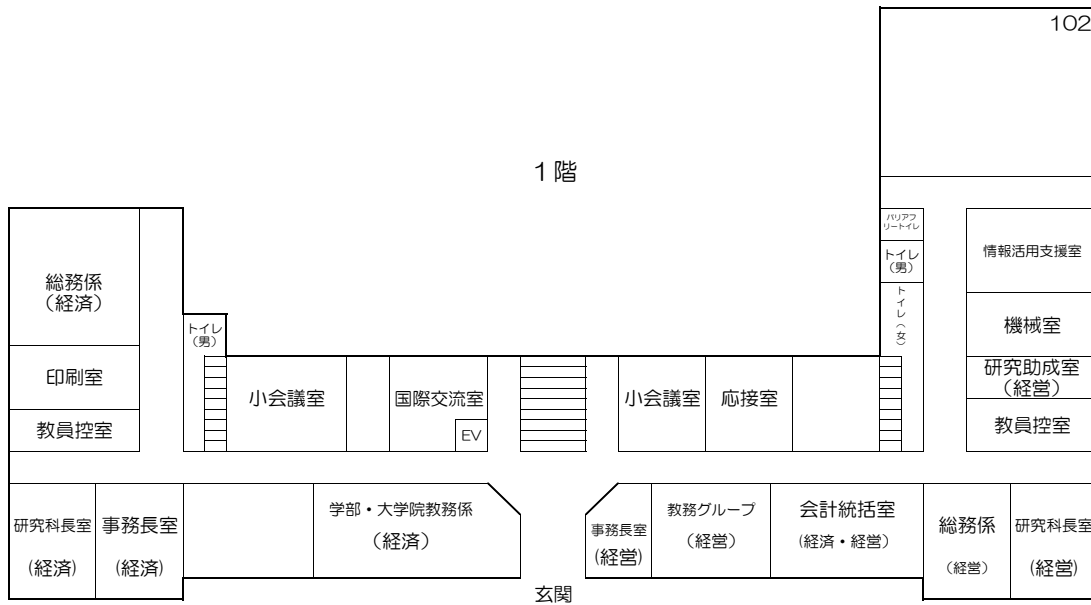 102
1階
バリアフ
リートイレ
トイレ
(男)
トイレ(女)
情報活用支援室
機械室
研究助成室
(経営)
教員控室
総務係
(経済)
印刷室
教員控室
トイレ
(男)
小会議室
国際交流室
EV
小会議室
応接室
研究科長室
(経済)
事務長室
(経済)
学部・大学院教務係
(経済)
事務長室
(経営)
教務グループ
(経営)
会計統括室
(経済・経営)
総務係
(経営)
研究科長室
(経営)
玄関